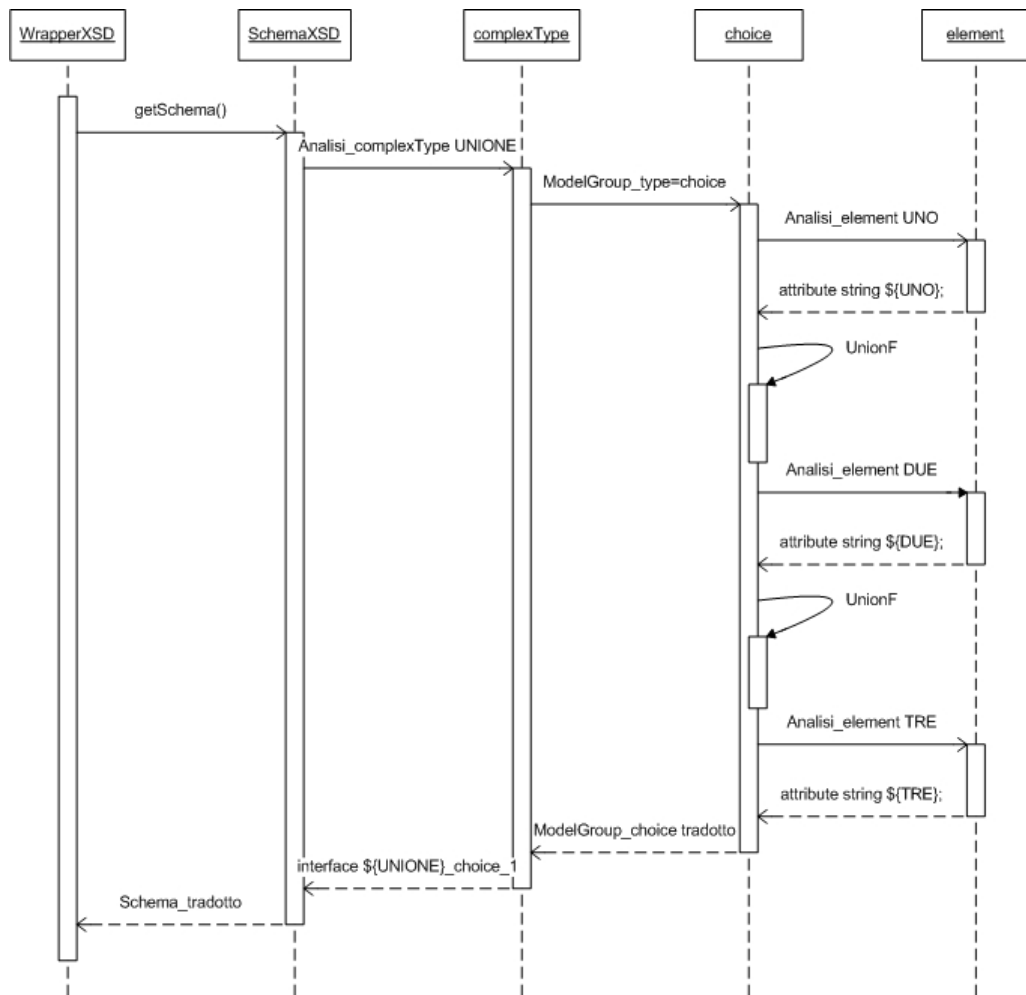 WrapperXSD
SchemaXSD
complexType
choice
element
getSchema()
Analisi_complexType UNIONE
ModelGroup_type=choice
Analisi_element UNO
attribute string ${UNO};
UnionF
Analisi_element DUE
attribute string ${DUE};
UnionF
Analisi_element TRE
attribute string ${TRE};
ModelGroup_choice tradotto
interface ${UNIONE}_choice_1
Schema_tradotto